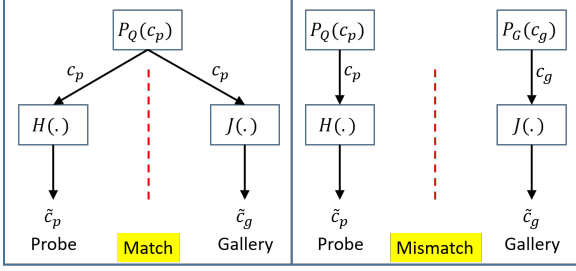 P_Q(c_p)
c_p
c_p
H(.)
J(.)
c̃_p
c̃_g
Probe
Match
Gallery
P_Q(c_p)
P_G(c_g)
c_p
c_g
H(.)
J(.)
c̃_p
c̃_g
Probe
Mismatch
Gallery